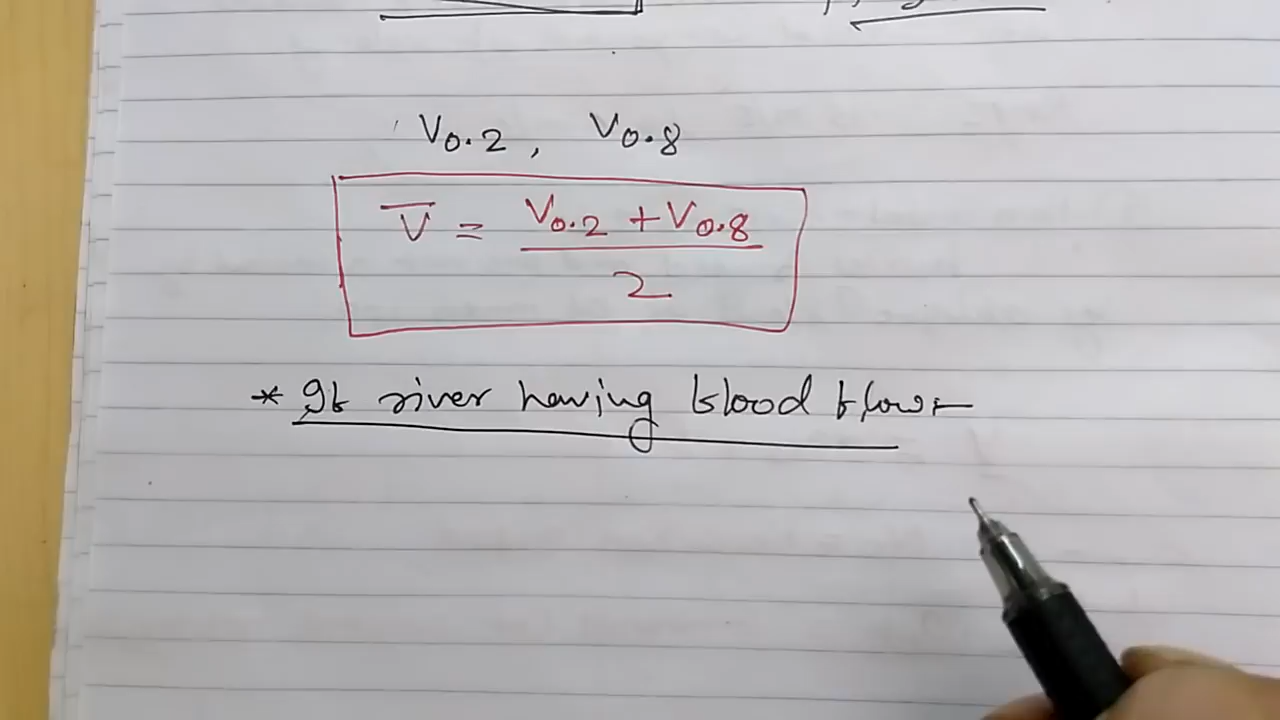 V0.2 , V0.8
V̅ = (V0.2 + V0.8) / 2
* If river having flood flow